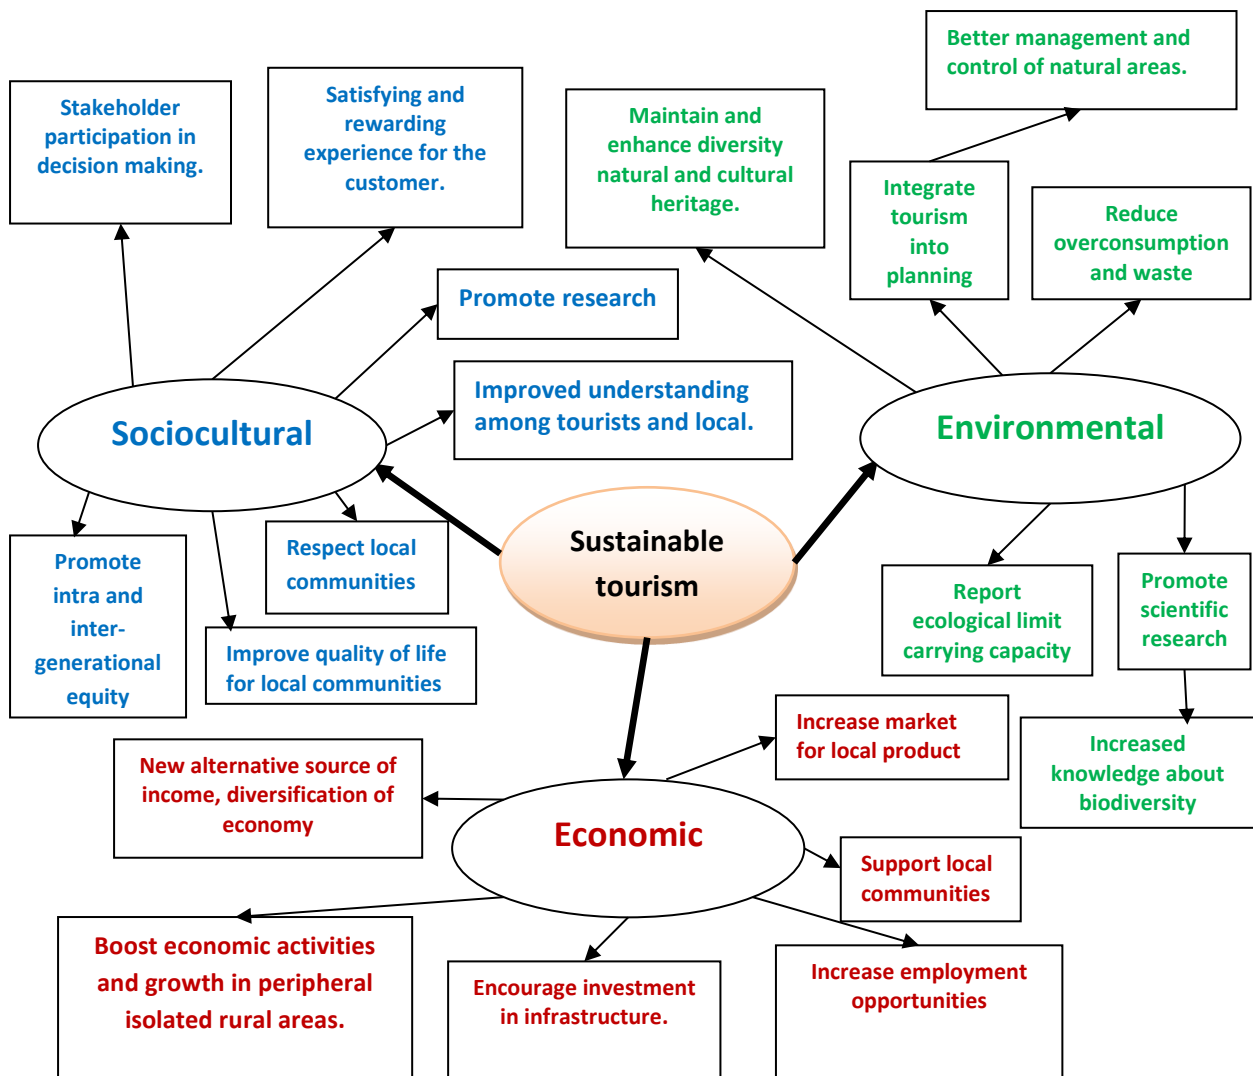 Better management and
control of natural areas.
Stakeholder
participation in
decision making.
Satisfying and
rewarding
experience for the
customer.
Maintain and
enhance diversity
natural and cultural
heritage.
Integrate
tourism
into
planning
Reduce
overconsumption
and waste
Promote research
Improved understanding
among tourists and local.
Sociocultural
Environmental
Sustainable
tourism
Respect local
communities
Promote
intra and
inter-
generational
equity
Improve quality of life
for local communities
Report
ecological limit
carrying capacity
Promote
scientific
research
Increased
knowledge about
biodiversity
Increase market
for local product
New alternative source of
income, diversification of
economy
Economic
Support local
communities
Boost economic activities
and growth in peripheral
isolated rural areas.
Encourage investment
in infrastructure.
Increase employment
opportunities